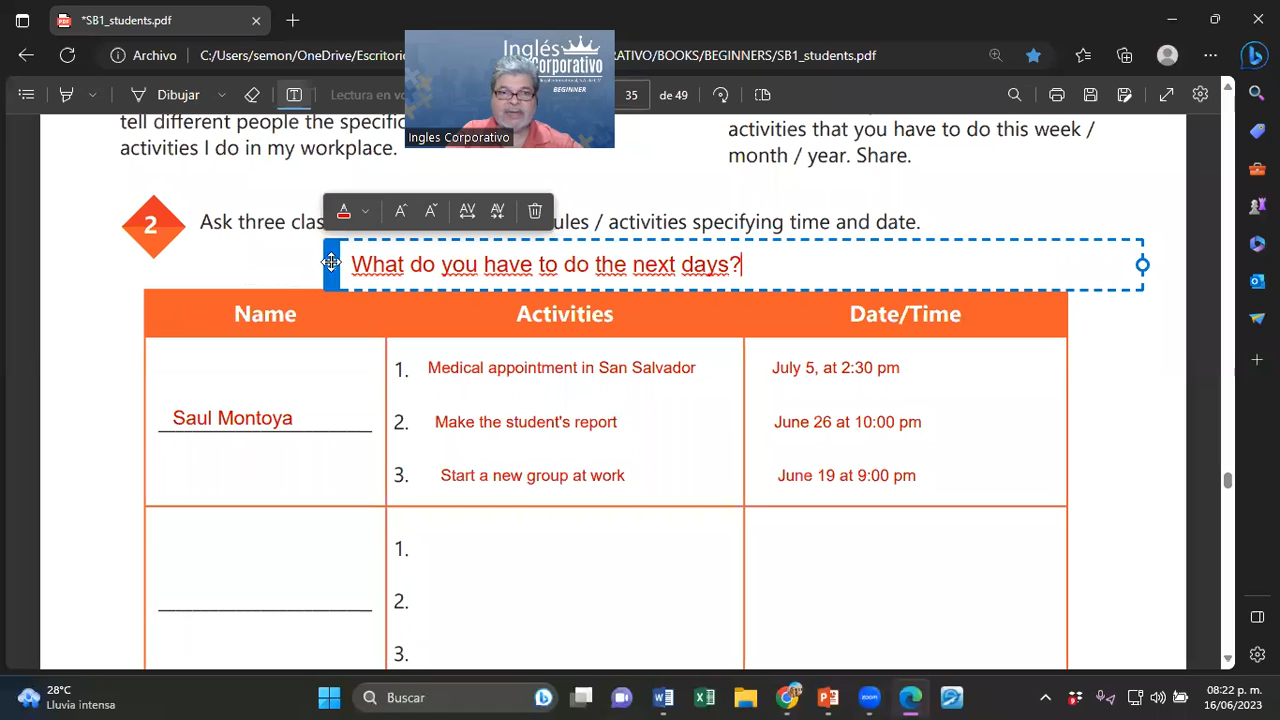 *SB1_students.pdf
Archivo
C:/Users/semon/OneDrive/Escritorio
ORATIVO/BOOKS/BEGINNERS/SB1_students.pdf
Dibujar
Lectura en vo
35 de 49
Inglés
Corporativo
BEGINNER
Ingles Corporativo
tell different people the specific
activities I do in my workplace.
activities that you have to do this week /
month / year. Share.
2
Ask three clas
ules / activities specifying time and date.
What do you have to do the next days?
Name Activities Date/Time
1. Medical appointment in San Salvador July 5, at 2:30 pm
Saul Montoya
2. Make the student's report June 26 at 10:00 pm
3. Start a new group at work June 19 at 9:00 pm
1.
2.
3.
28°C
Lluvia intensa
Buscar
08:22 p. m.
16/06/2023